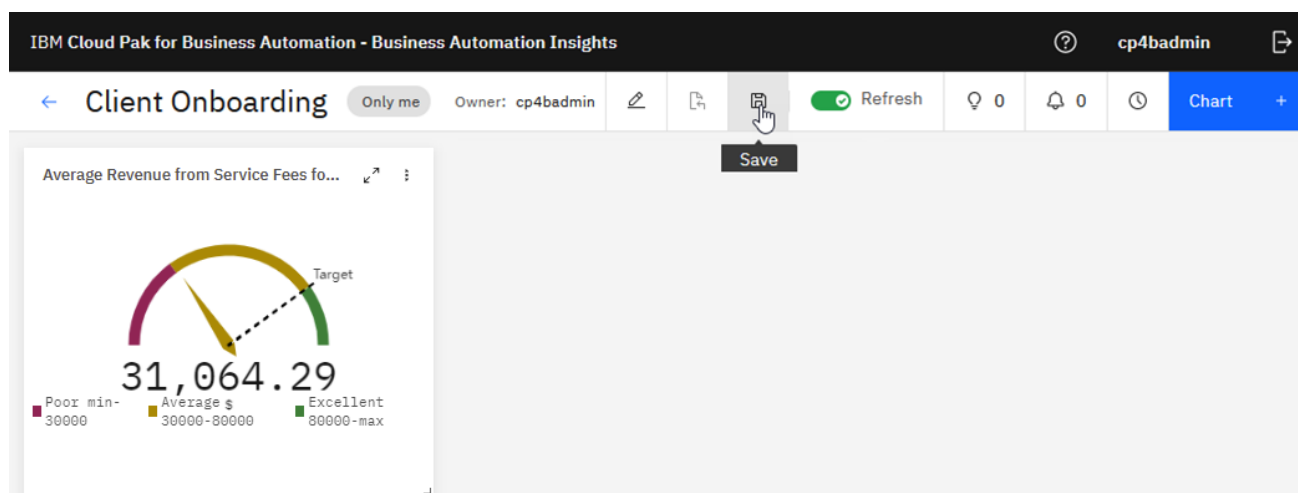 IBM Cloud Pak for Business Automation - Business Automation Insights
cp4badmin
Client Onboarding
Only me
Owner: cp4badmin
Refresh
0
0
Chart +
Save
Average Revenue from Service Fees fo...
Target
31,064.29
Poor min-
30000
Average $
30000-80000
Excellent
80000-max